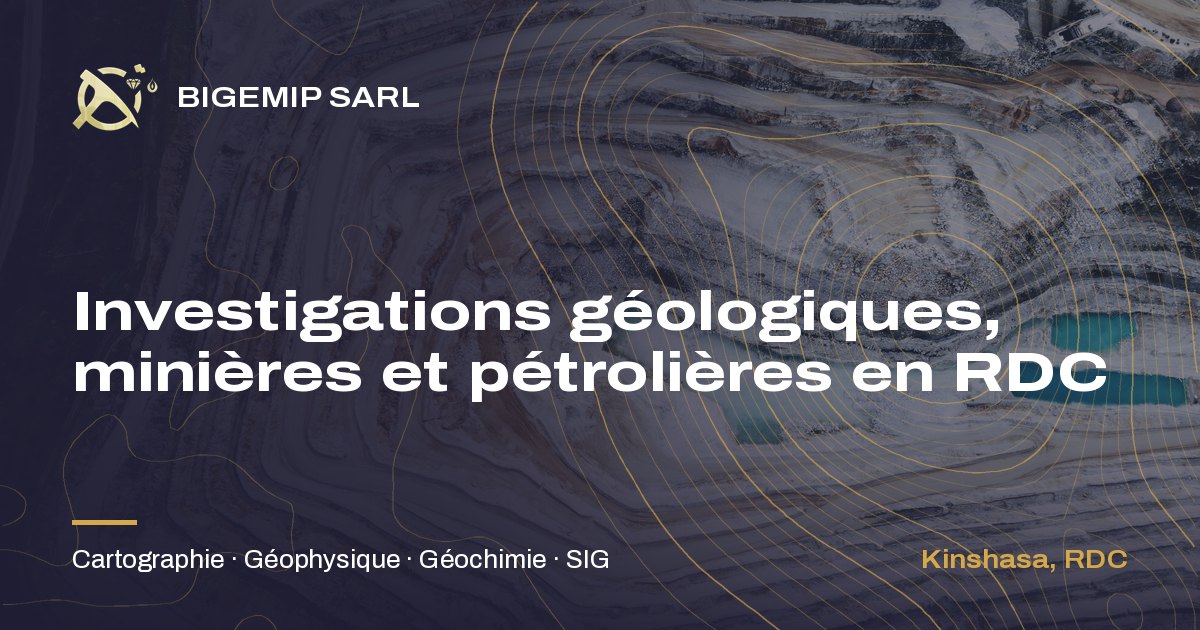 BIGEMIP SARL
Investigations géologiques,
minières et pétrolières en RDC
Cartographie · Géophysique · Géochimie · SIG
Kinshasa, RDC